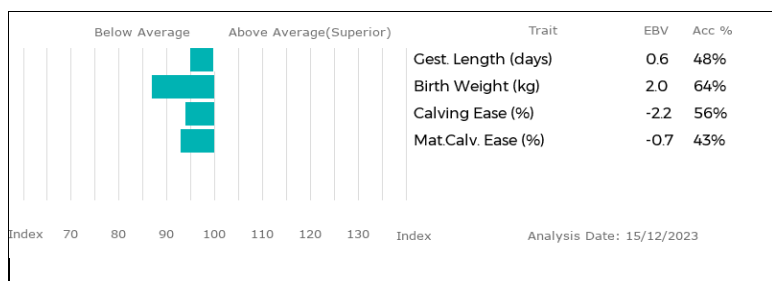 Below Average Above Average(Superior) Trait EBV Acc %
Gest. Length (days) 0.6 48%
Birth Weight (kg) 2.0 64%
Calving Ease (%) -2.2 56%
Mat.Calv. Ease (%) -0.7 43%
Index 70 80 90 100 110 120 130 Index Analysis Date: 15/12/2023